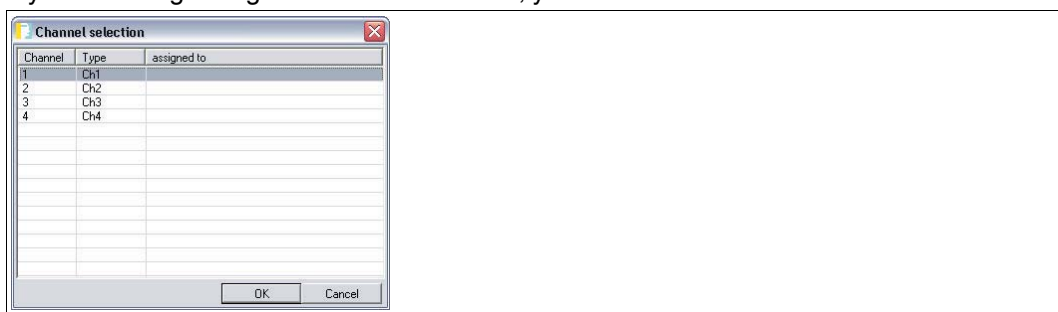 Channel selection
Channel Type assigned to
1 Ch1
2 Ch2
3 Ch3
4 Ch4
OK Cancel